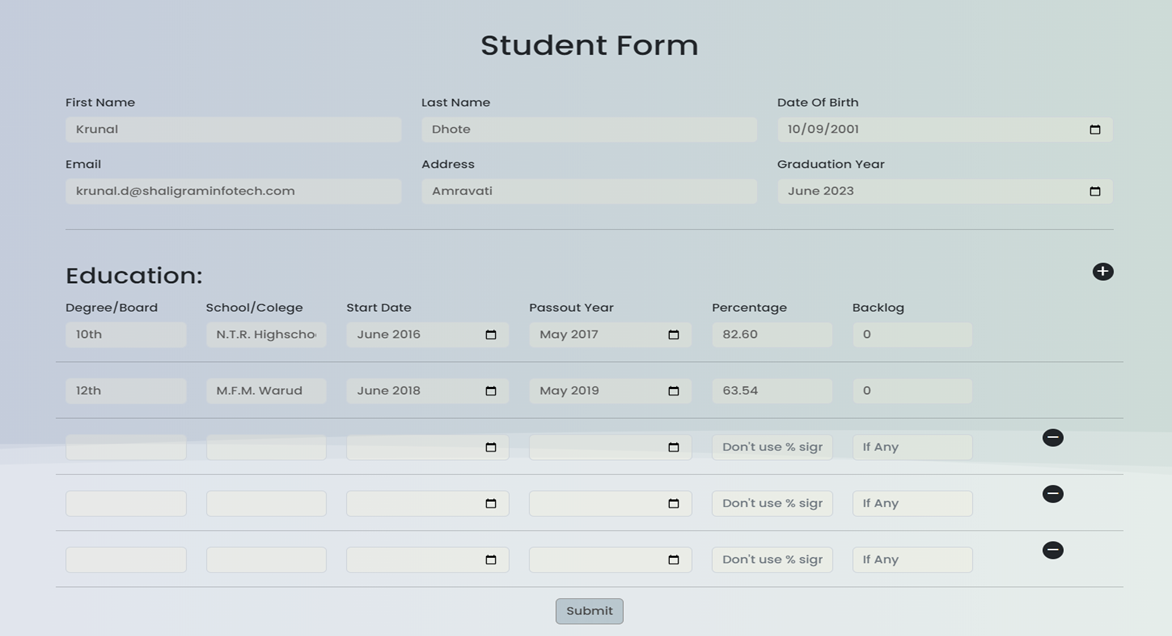 Student Form
First Name Last Name Date Of Birth
Krunal Dhote 10/09/2001
Email Address Graduation Year
krunal.d@shaligraminfotech.com Amravati June 2023
Education:
Degree/Board School/Colege Start Date Passout Year Percentage Backlog
10th N.T.R. Highscho June 2016 May 2017 82.60 0
12th M.F.M. Warud June 2018 May 2019 63.54 0
Don't use % sigr If Any
Don't use % sigr If Any
Don't use % sigr If Any
Submit